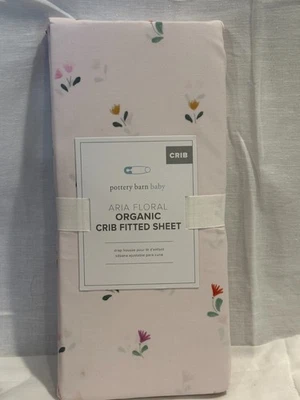 CRIB
pottery barn baby
ARIA FLORAL
ORGANIC
CRIB FITTED SHEET